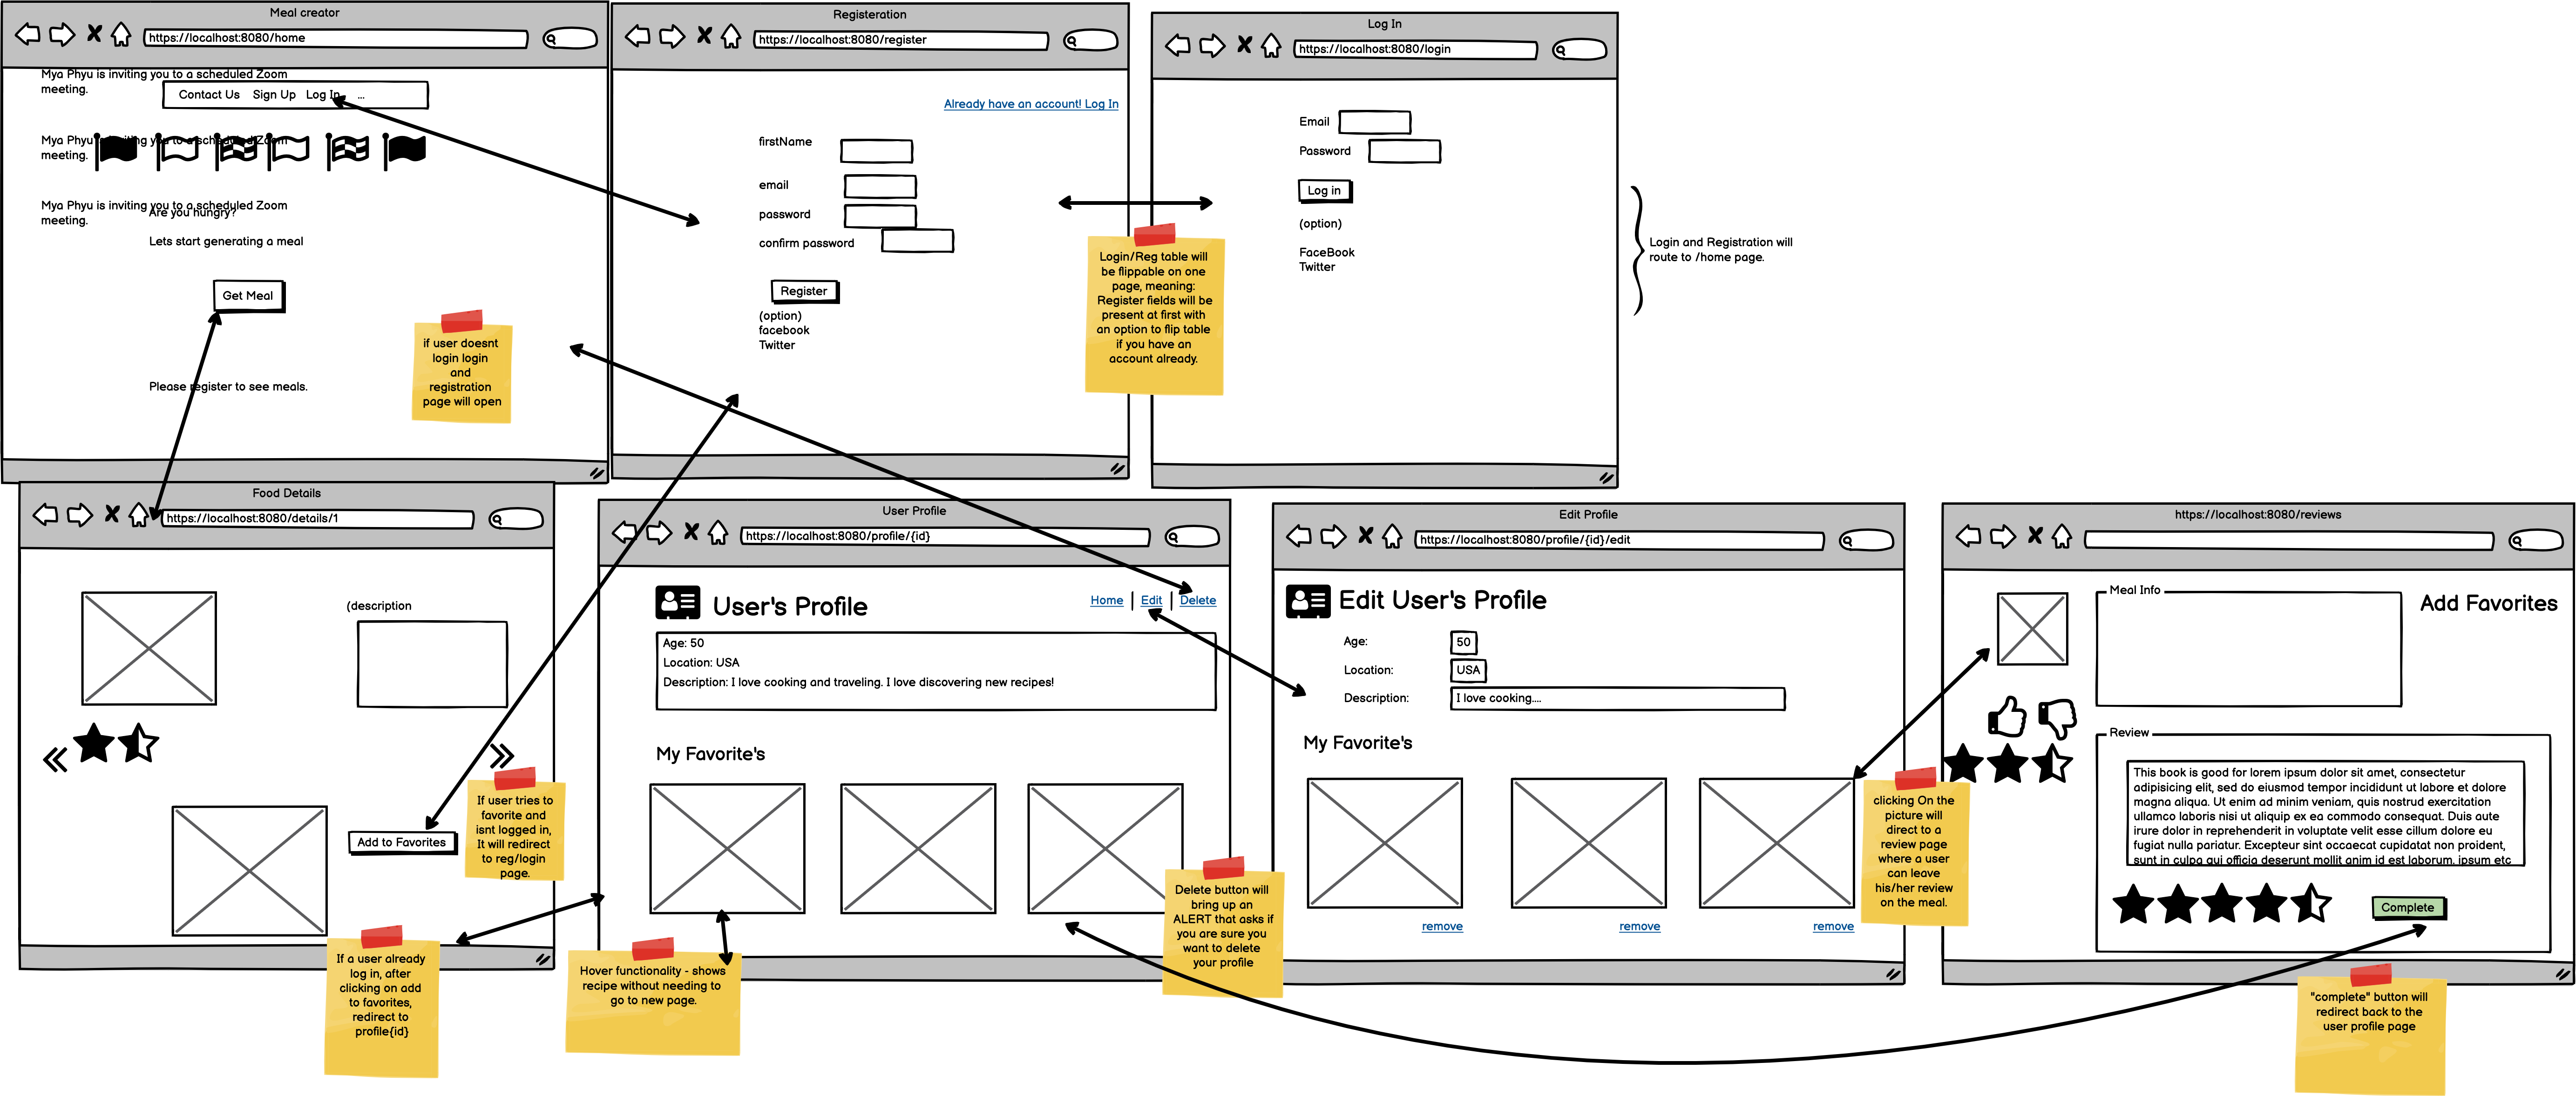 Meal creator
https://localhost:8080/home
Mya Phyu is inviting you to a scheduled Zoom
meeting.
Contact Us Sign Up Log In ...
Mya Phyu is inviting you to a scheduled Zoom
meeting.
Mya Phyu is inviting you to a scheduled Zoom
meeting.
Are you hungry?
Lets start generating a meal
Get Meal
if user doesnt
login login
and
registration
page will open
Please register to see meals.
Registeration
https://localhost:8080/register
Already have an account! Log In
firstName
email
password
confirm password
Register
(option)
facebook
Twitter
Login/Reg table will
be flippable on one
page, meaning:
Register fields will be
present at first with
an option to flip table
if you have an
account already.
Log In
https://localhost:8080/login
Email
Password
Log in
(option)
FaceBook
Twitter
Login and Registration will
route to /home page.
Food Details
https://localhost:8080/details/1
(description
Add to Favorites
If user tries to
favorite and
isnt logged in,
It will redirect
to reg/login
page.
If a user already
log in, after
clicking on add
to favorites,
redirect to
profile{id}
User Profile
https://localhost:8080/profile/{id}
User's Profile
Home | Edit | Delete
Age: 50
Location: USA
Description: I love cooking and traveling. I love discovering new recipes!
My Favorite's
Hover functionality - shows
recipe without needing to
go to new page.
Delete button will
bring up an
ALERT that asks if
you are sure you
want to delete
your profile
Edit Profile
https://localhost:8080/profile/{id}/edit
Edit User's Profile
Age: 50
Location: USA
Description: I love cooking....
My Favorite's
remove remove remove
clicking On the
picture will
direct to a
review page
where a user
can leave
his/her review
on the meal.
https://localhost:8080/reviews
Meal Info
Add Favorites
Review
This book is good for lorem ipsum dolor sit amet, consectetur
adipisicing elit, sed do eiusmod tempor incididunt ut labore et dolore
magna aliqua. Ut enim ad minim veniam, quis nostrud exercitation
ullamco laboris nisi ut aliquip ex ea commodo consequat. Duis aute
irure dolor in reprehenderit in voluptate velit esse cillum dolore eu
fugiat nulla pariatur. Excepteur sint occaecat cupidatat non proident,
sunt in culpa qui officia deserunt mollit anim id est laborum. ipsum etc
Complete
"complete" button will
redirect back to the
user profile page